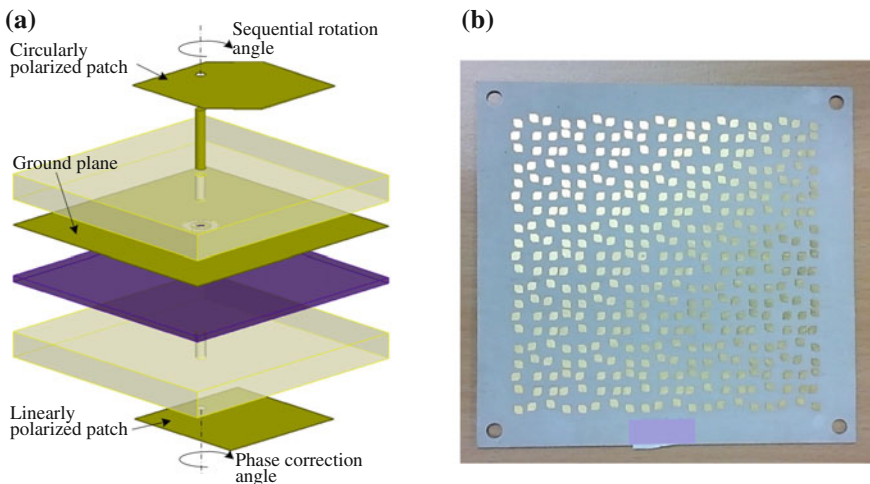 (a)
Sequential rotation
angle
Circularly
polarized patch
Ground plane
Linearly
polarized patch
Phase correction
angle
(b)